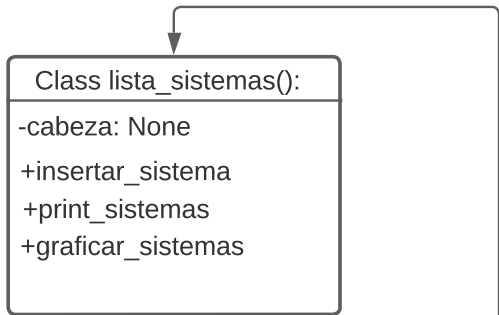 Class lista_sistemas():
-cabeza: None
+insertar_sistema
+print_sistemas
+graficar_sistemas